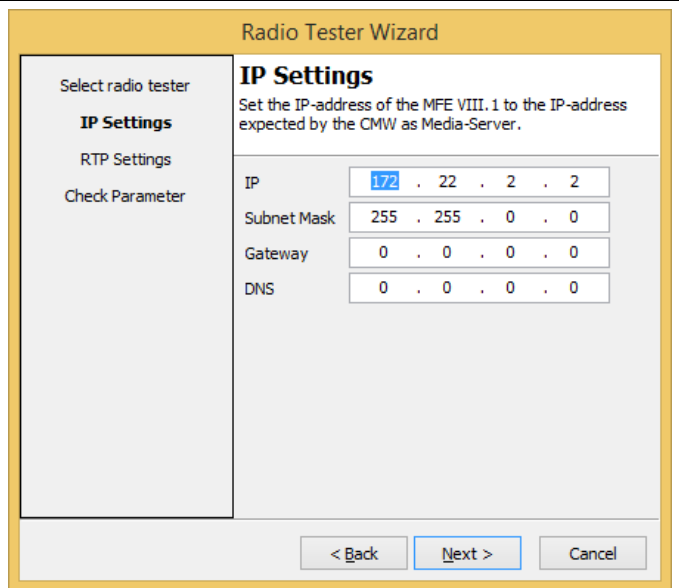 Radio Tester Wizard
Select radio tester
IP Settings
RTP Settings
Check Parameter
IP Settings
Set the IP-address of the MFE VIII.1 to the IP-address
expected by the CMW as Media-Server.
IP 172 . 22 . 2 . 2
Subnet Mask 255 . 255 . 0 . 0
Gateway 0 . 0 . 0 . 0
DNS 0 . 0 . 0 . 0
< Back Next > Cancel